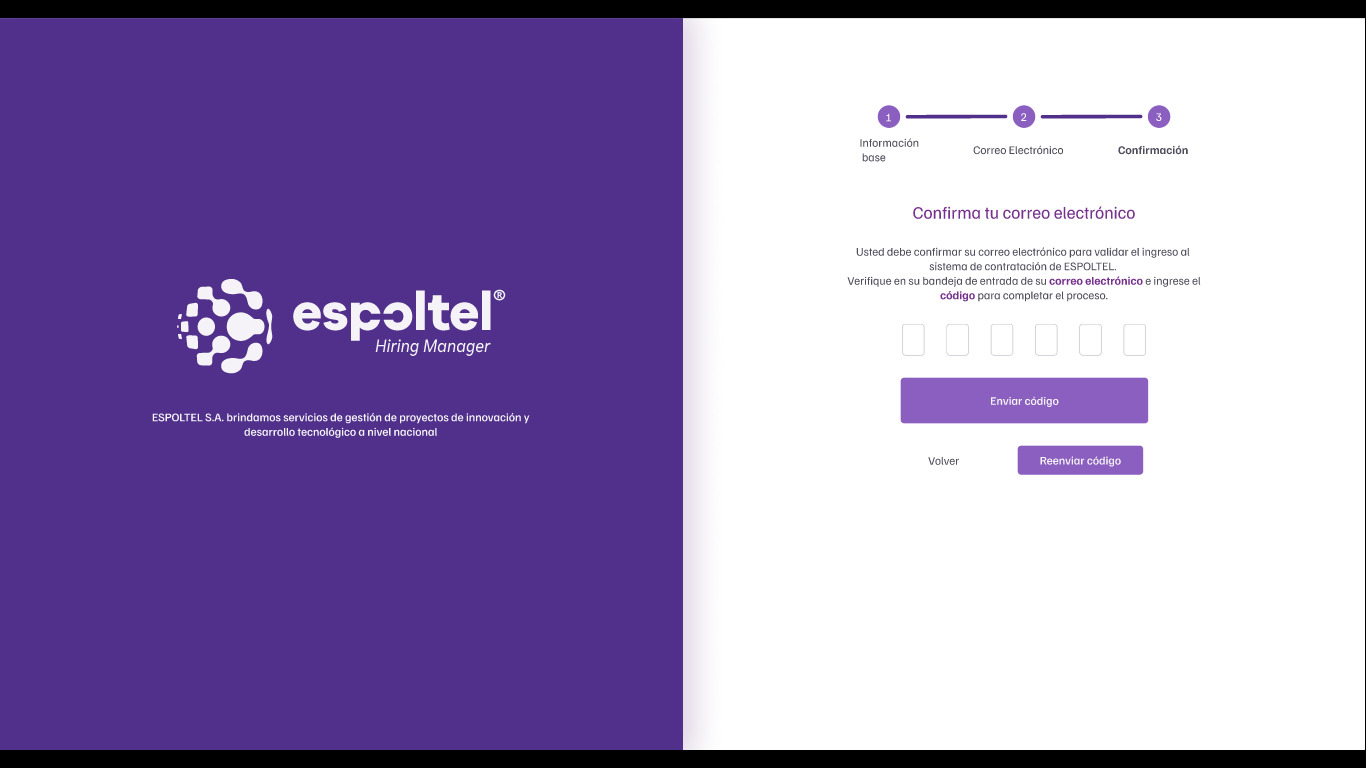 espoltel®
Hiring Manager
ESPOLTEL S.A. brindamos servicios de gestión de proyectos de innovación y
desarrollo tecnológico a nivel nacional
1
2
3
Información
base
Correo Electrónico
Confirmación
Confirma tu correo electrónico
Usted debe confirmar su correo electrónico para validar el ingreso al
sistema de contratación de ESPOLTEL.
Verifique en su bandeja de entrada de su correo electrónico e ingrese el
código para completar el proceso.
Enviar código
Volver
Reenviar código